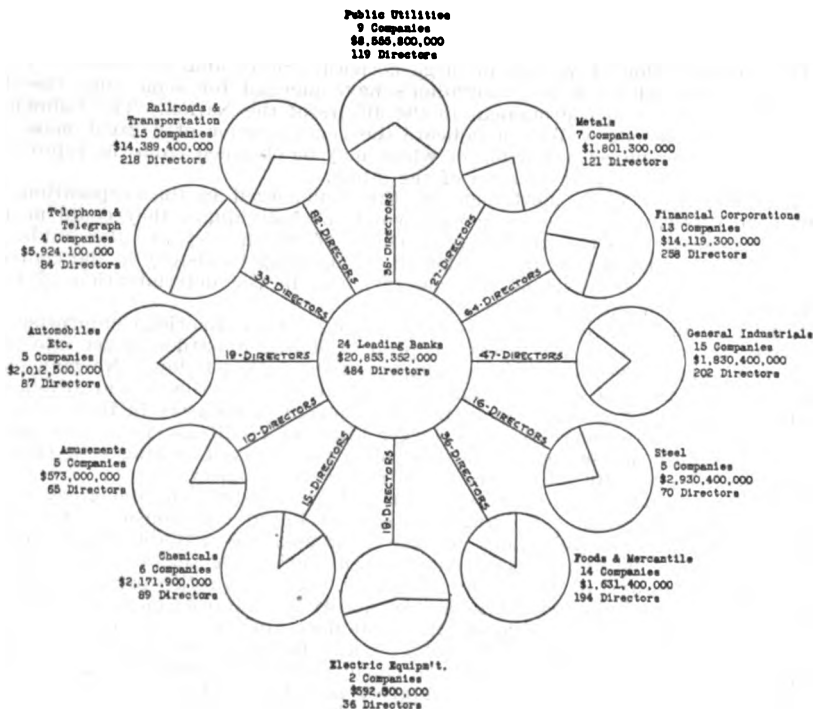 Public Utilities
9 Companies
$8,555,800,000
119 Directors
Railroads &
Transportation
15 Companies
$14,389,400,000
218 Directors
Metals
7 Companies
$1,801,300,000
121 Directors
Telephone &
Telegraph
4 Companies
$5,924,100,000
84 Directors
Financial Corporations
13 Companies
$14,119,300,000
258 Directors
Automobiles
Etc.
5 Companies
$2,012,500,000
87 Directors
24 Leading Banks
$20,853,352,000
484 Directors
General Industrials
15 Companies
$1,830,400,000
202 Directors
Amusements
5 Companies
$573,000,000
65 Directors
Steel
5 Companies
$2,930,400,000
70 Directors
Chemicals
6 Companies
$2,171,900,000
89 Directors
Foods & Mercantile
14 Companies
$1,631,400,000
194 Directors
Electric Equipm't.
2 Companies
36 Directors
-DIRECTORS
-DIRECTORS
27-DIRECTORS
33-DIRECTORS
64-DIRECTORS
19-DIRECTORS
47-DIRECTORS
10-DIRECTORS
16-DIRECTORS
15-DIRECTORS
19-DIRECTORS
36-DIRECTORS